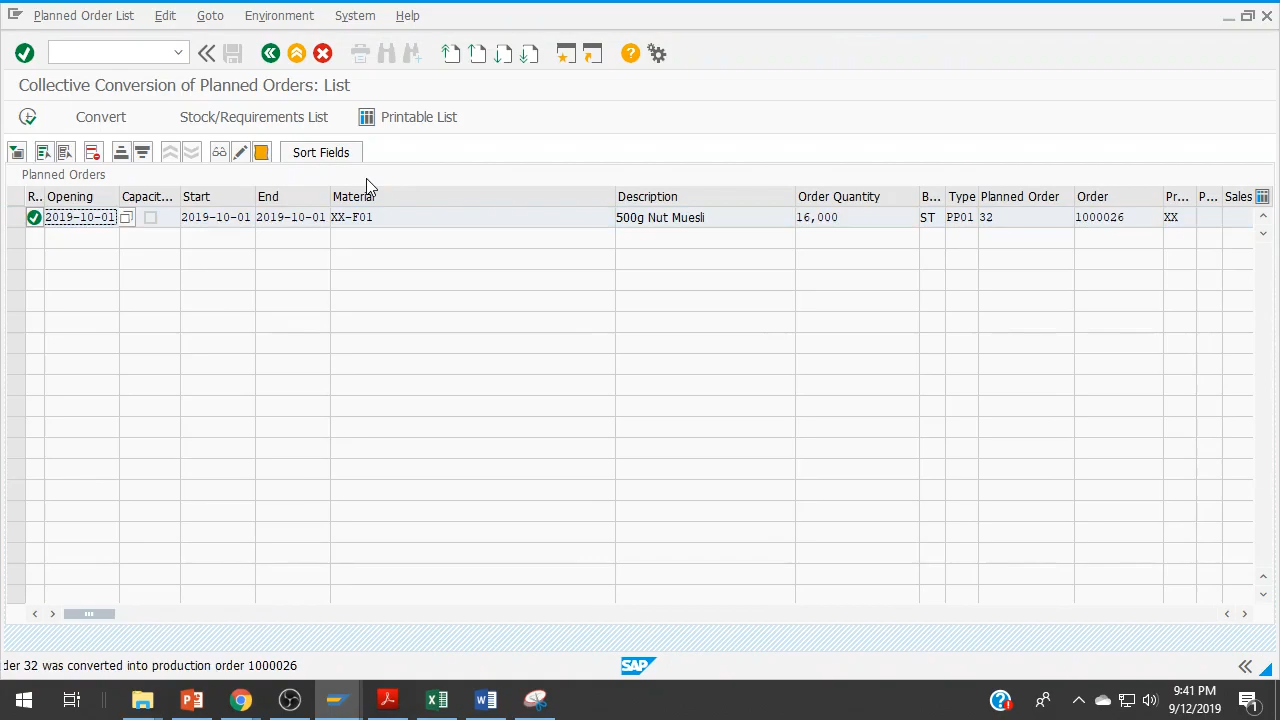 Planned Order List Edit Goto Environment System Help
Collective Conversion of Planned Orders: List
Convert Stock/Requirements List Printable List
Sort Fields
Planned Orders
R.. Opening Capacit... Start End Material Description Order Quantity B... Type Planned Order Order Pr... P... Sales
2019-10-01 2019-10-01 2019-10-01 XX-F01 500g Nut Muesli 16,000 ST PP01 32 1000026 XX
der 32 was converted into production order 1000026
SAP
9:41 PM
9/12/2019
1